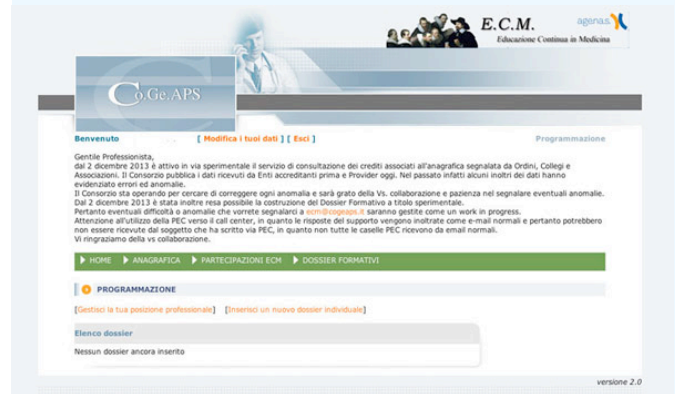 E.C.M.
agenas
Educazione Continua in Medicina
Co.Ge.APS
Benvenuto [ Modifica i tuoi dati ] [ Esci ] Programmazione
Gentile Professionista,
dal 2 dicembre 2013 è attivo in via sperimentale il servizio di consultazione dei crediti associati all'anagrafica segnalata da Ordini, Collegi e
Associazioni. Il Consorzio pubblica i dati ricevuti da Enti accreditanti prima e Provider oggi. Nel passato infatti alcuni inoltri dei dati hanno
evidenziato errori ed anomalie.
Il Consorzio sta operando per cercare di correggere ogni anomalia e sarà grato della Vs. collaborazione e pazienza nel segnalare eventuali anomalie.
Dal 2 dicembre 2013 è stata inoltre resa possibile la costruzione del Dossier Formativo a titolo sperimentale.
Pertanto eventuali difficoltà o anomalie che vorrete segnalarci a ecm@cogeaps.it saranno gestite come un work in progress.
Attenzione all'utilizzo della PEC verso il call center, in quanto le risposte del supporto vengono inoltrate come e-mail normali e pertanto potrebbero
non essere ricevute dal soggetto che ha scritto via PEC, in quanto non tutte le caselle PEC ricevono da email normali.
Vi ringraziamo della vs collaborazione.
HOME ANAGRAFICA PARTECIPAZIONI ECM DOSSIER FORMATIVI
PROGRAMMAZIONE
[Gestisci la tua posizione professionale] [Inserisci un nuovo dossier individuale]
Elenco dossier
Nessun dossier ancora inserito
versione 2.0